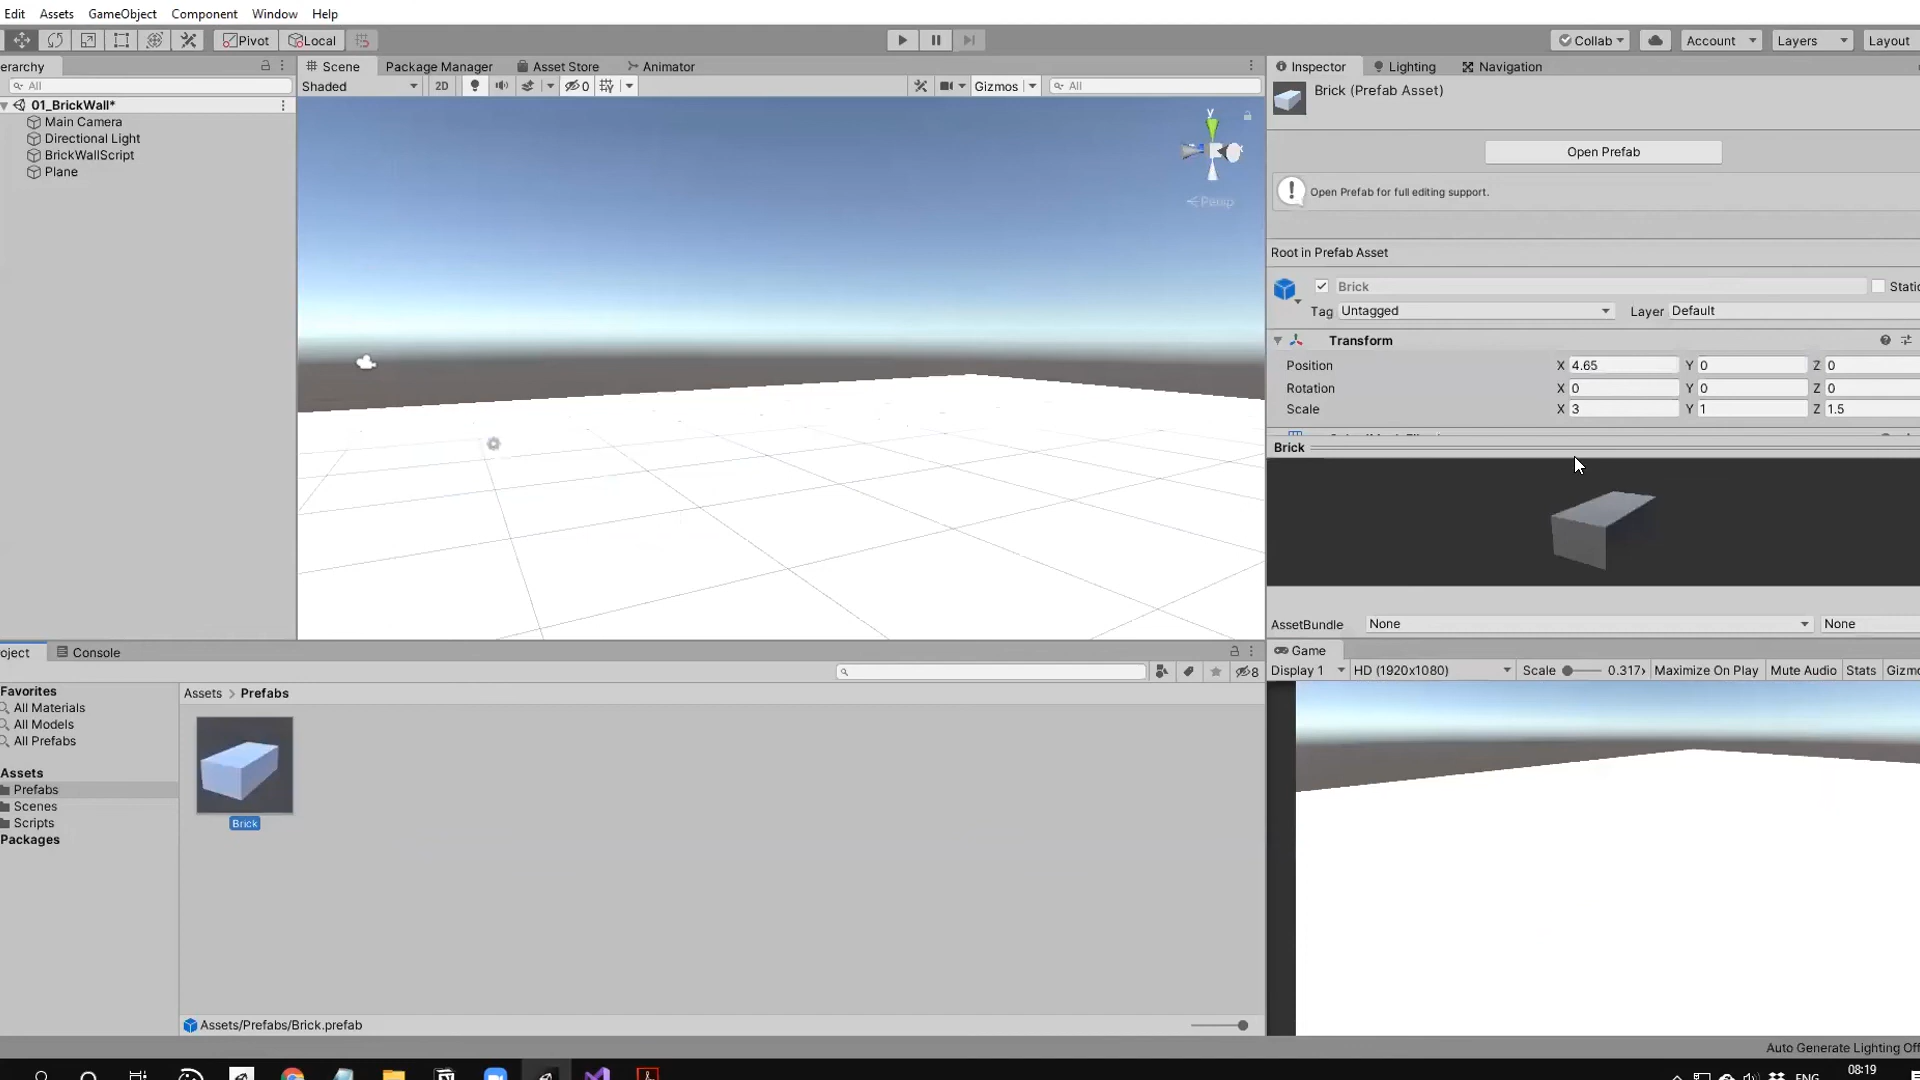 Edit Assets GameObject Component Window Help
Pivot Local Collab Account Layers Layout
erarchy Scene Package Manager Asset Store Animator Inspector Lighting Navigation
All Shaded 2D 0 Gizmos All
Brick (Prefab Asset)
01_BrickWall*
Main Camera
Directional Light
BrickWallScript
Plane
y
Persp
Open Prefab
Open Prefab for full editing support.
Root in Prefab Asset
Brick Static
Tag Untagged Layer Default
Transform
Position X 4.65 Y 0 Z 0
Rotation X 0 Y 0 Z 0
Scale X 3 Y 1 Z 1.5
Brick
AssetBundle None None
Game
Display 1 HD (1920x1080) Scale 0.317x Maximize On Play Mute Audio Stats Gizmo
oject Console
8
Favorites
All Materials
All Models
All Prefabs
Assets
Prefabs
Scenes
Scripts
Packages
Assets > Prefabs
Brick
Assets/Prefabs/Brick.prefab
Auto Generate Lighting Off
ENG 08:19